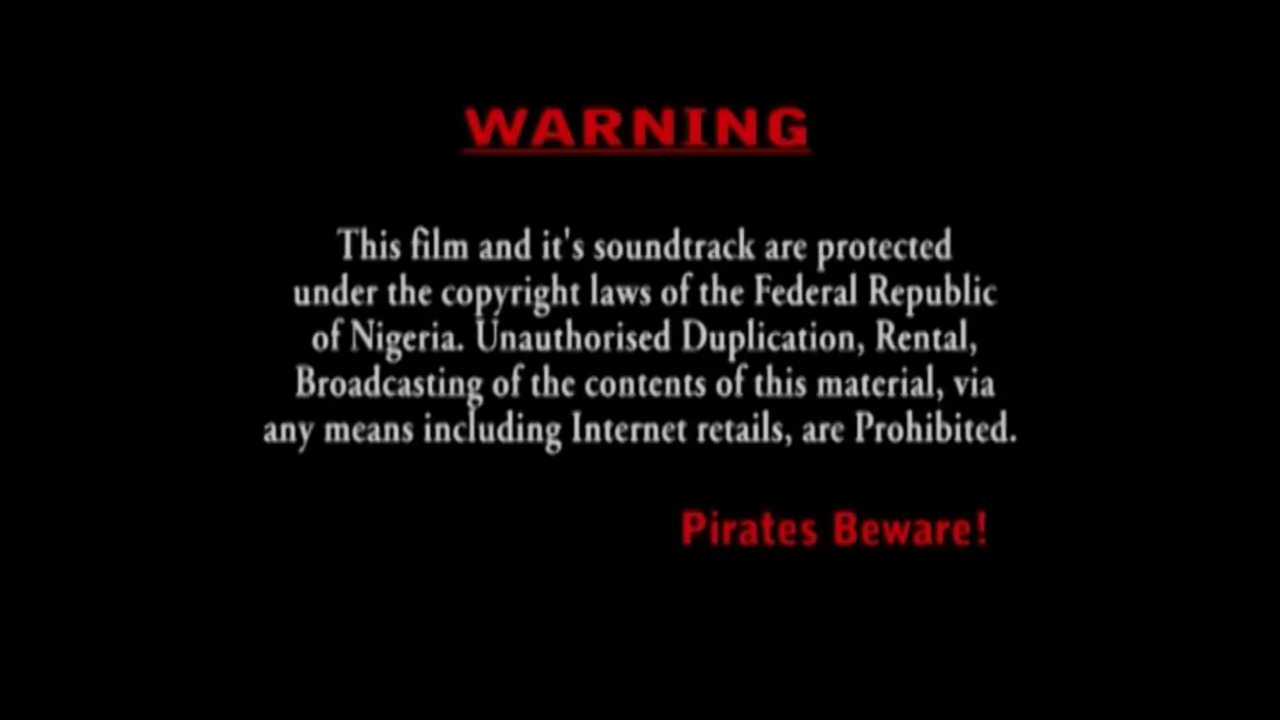 WARNING
This film and it's soundtrack are protected
under the copyright laws of the Federal Republic
of Nigeria. Unauthorised Duplication, Rental,
Broadcasting of the contents of this material, via
any means including Internet retails, are Prohibited.
Pirates Beware!